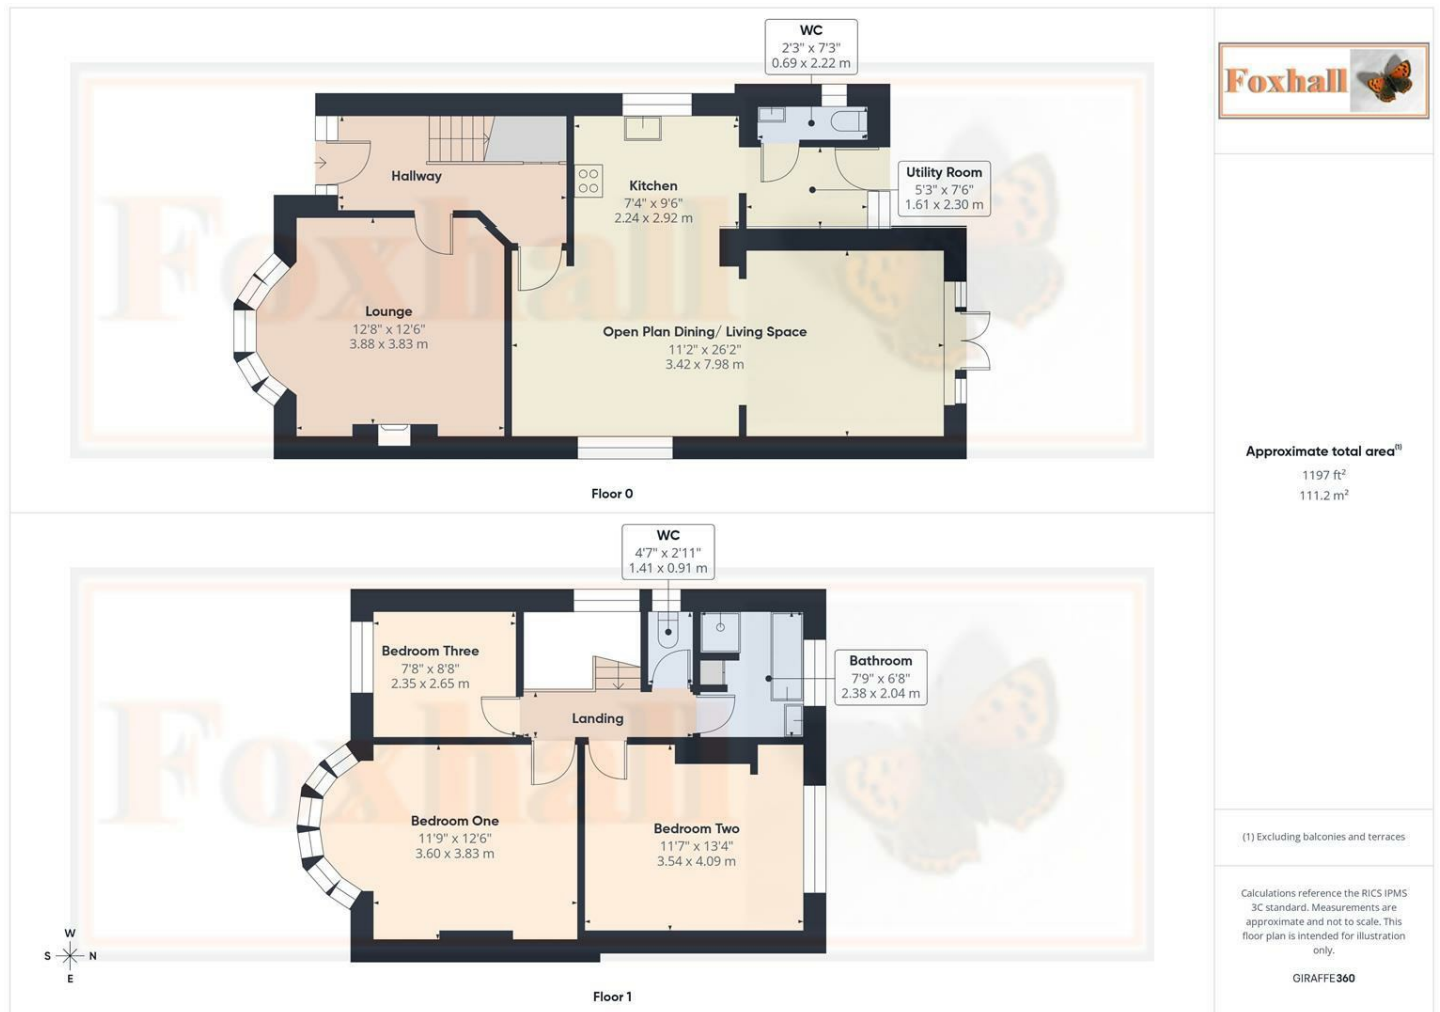 WC
2'3" x 7'3"
0.69 x 2.22 m
Foxhall
Hallway
Kitchen
7'4" x 9'6"
2.24 x 2.92 m
Utility Room
5'3" x 7'6"
1.61 x 2.30 m
Lounge
12'8" x 12'6"
3.88 x 3.83 m
Open Plan Dining/ Living Space
11'2" x 26'2"
3.42 x 7.98 m
Foxhall
Floor 0
Approximate total area(1)
1197 ft²
111.2 m²
WC
4'7" x 2'11"
1.41 x 0.91 m
Bedroom Three
7'8" x 8'8"
2.35 x 2.65 m
Bathroom
7'9" x 6'8"
2.38 x 2.04 m
Landing
Foxhall
Bedroom One
11'9" x 12'6"
3.60 x 3.83 m
Bedroom Two
11'7" x 13'4"
3.54 x 4.09 m
W
S N
E
Floor 1
(1) Excluding balconies and terraces
Calculations reference the RICS IPMS
3C standard. Measurements are
approximate and not to scale. This
floor plan is intended for illustration
only.
GIRAFFE360